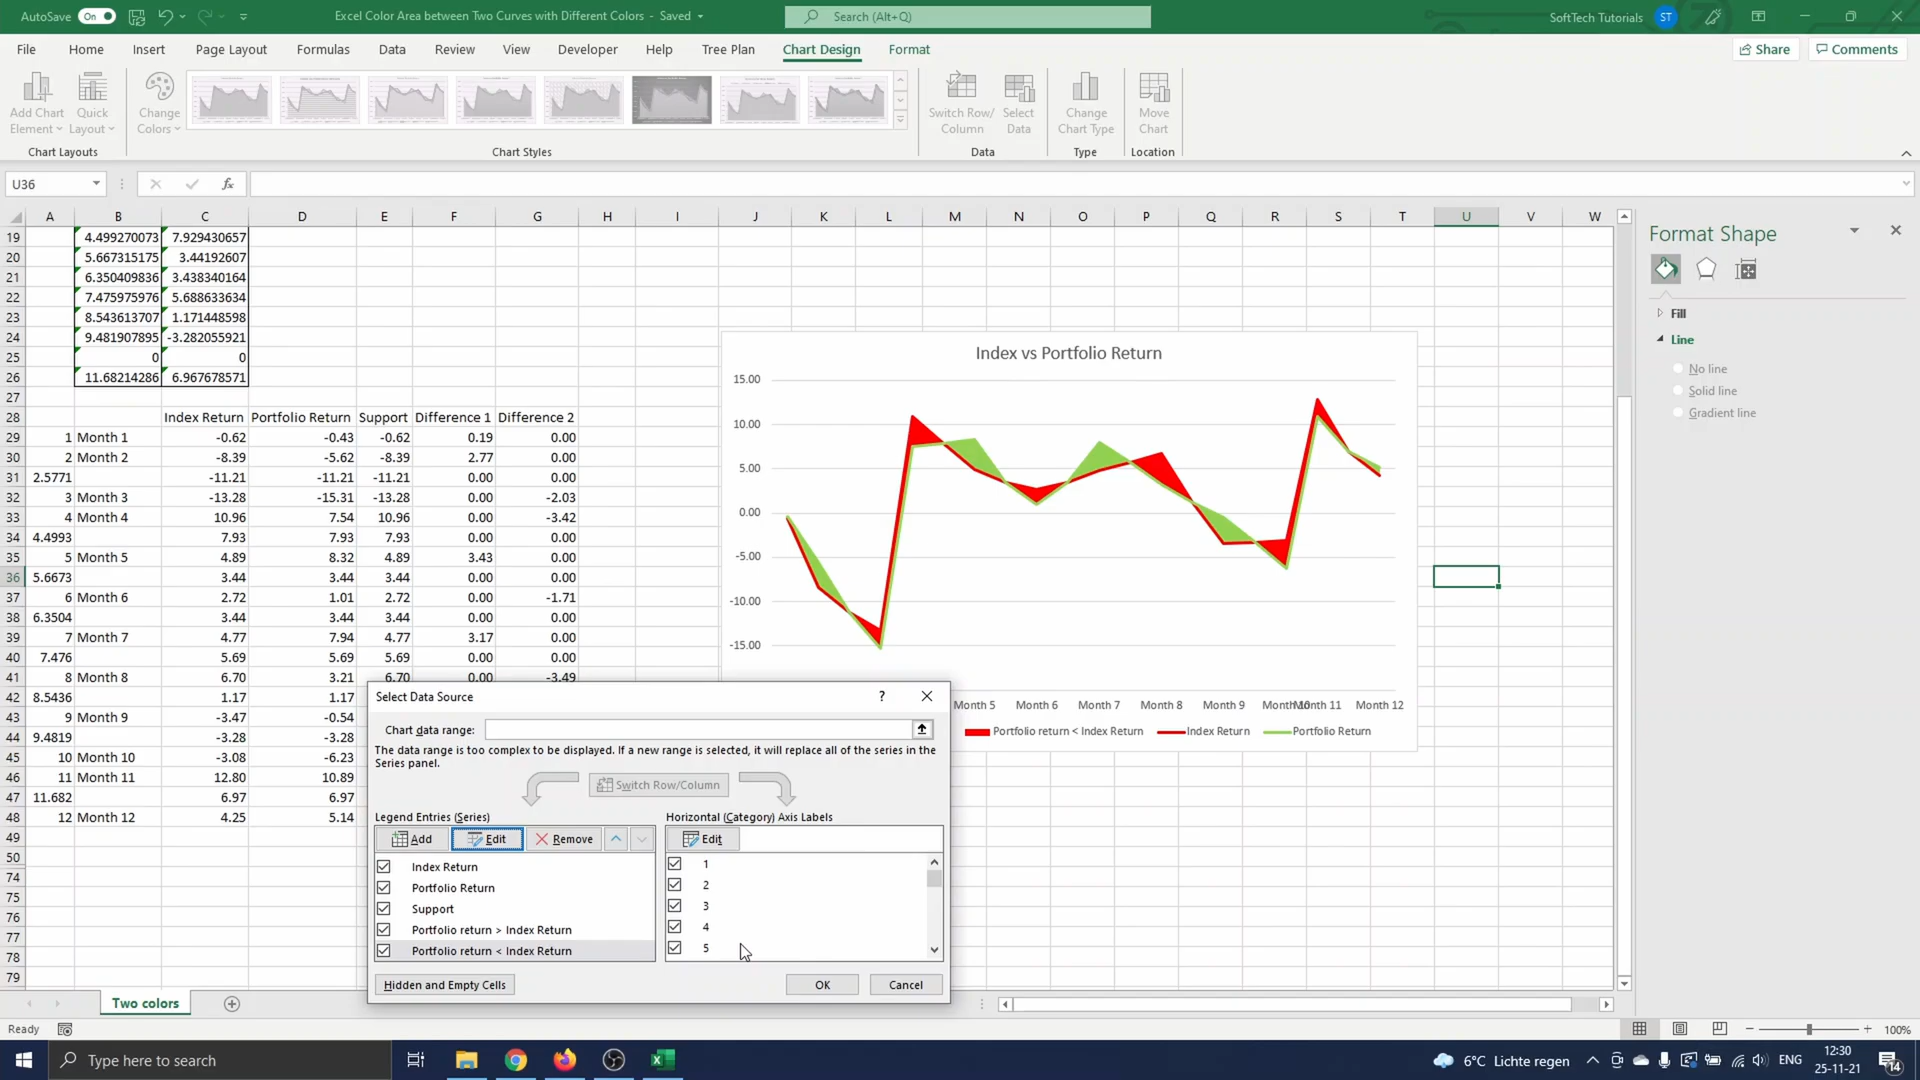 AutoSave On Excel Color Area between Two Curves with Different Colors - Saved Search (Alt+Q) SoftTech Tutorials ST
File Home Insert Page Layout Formulas Data Review View Developer Help Tree Plan Chart Design Format Share Comments
Add Chart Element Quick Layout Change Colors Switch Row/ Column Select Data Change Chart Type Move Chart
Chart Layouts Chart Styles Data Type Location
U36 fx
A B C D E F G H I J K L M N O P Q R S T U V W
19 4.499270073 7.929430657
20 5.667315175 3.44192607
21 6.350409836 3.438340164
22 7.475975976 5.688633634
23 8.543613707 1.171448598
24 9.481907895 -3.282055921
25 0 0
26 11.68214286 6.967678571
27
28 Index Return Portfolio Return Support Difference 1 Difference 2
29 1 Month 1 -0.62 -0.43 -0.62 0.19 0.00
30 2 Month 2 -8.39 -5.62 -8.39 2.77 0.00
31 2.5771 -11.21 -11.21 -11.21 0.00 0.00
32 3 Month 3 -13.28 -15.31 -13.28 0.00 -2.03
33 4 Month 4 10.96 7.54 10.96 0.00 -3.42
34 4.4993 7.93 7.93 7.93 0.00 0.00
35 5 Month 5 4.89 8.32 4.89 3.43 0.00
36 5.6673 3.44 3.44 3.44 0.00 0.00
37 6 Month 6 2.72 1.01 2.72 0.00 -1.71
38 6.3504 3.44 3.44 3.44 0.00 0.00
39 7 Month 7 4.77 7.94 4.77 3.17 0.00
40 7.476 5.69 5.69 5.69 0.00 0.00
41 8 Month 8 6.70 3.21 6.70 0.00 -3.49
42 8.5436 1.17 1.17
43 9 Month 9 -3.47 -0.54
44 9.4819 -3.28 -3.28
45 10 Month 10 -3.08 -6.23
46 11 Month 11 12.80 10.89
47 11.682 6.97 6.97
48 12 Month 12 4.25 5.14
49
50
74
75
76
77
78
79
Index vs Portfolio Return
15.00
10.00
5.00
0.00
-5.00
-10.00
-15.00
Month 5 Month 6 Month 7 Month 8 Month 9 Month 10 Month 11 Month 12
Portfolio return < Index Return Index Return Portfolio Return
Format Shape
Fill
Line
No line
Solid line
Gradient line
Select Data Source ?
Chart data range:
The data range is too complex to be displayed. If a new range is selected, it will replace all of the series in the
Series panel.
Switch Row/Column
Legend Entries (Series) Horizontal (Category) Axis Labels
Add Edit Remove Edit
Index Return 1
Portfolio Return 2
Support 3
Portfolio return > Index Return 4
Portfolio return < Index Return 5
Hidden and Empty Cells OK Cancel
Two colors
Ready 100%
Type here to search 6°C Lichte regen ENG 12:30
25-11-21 14